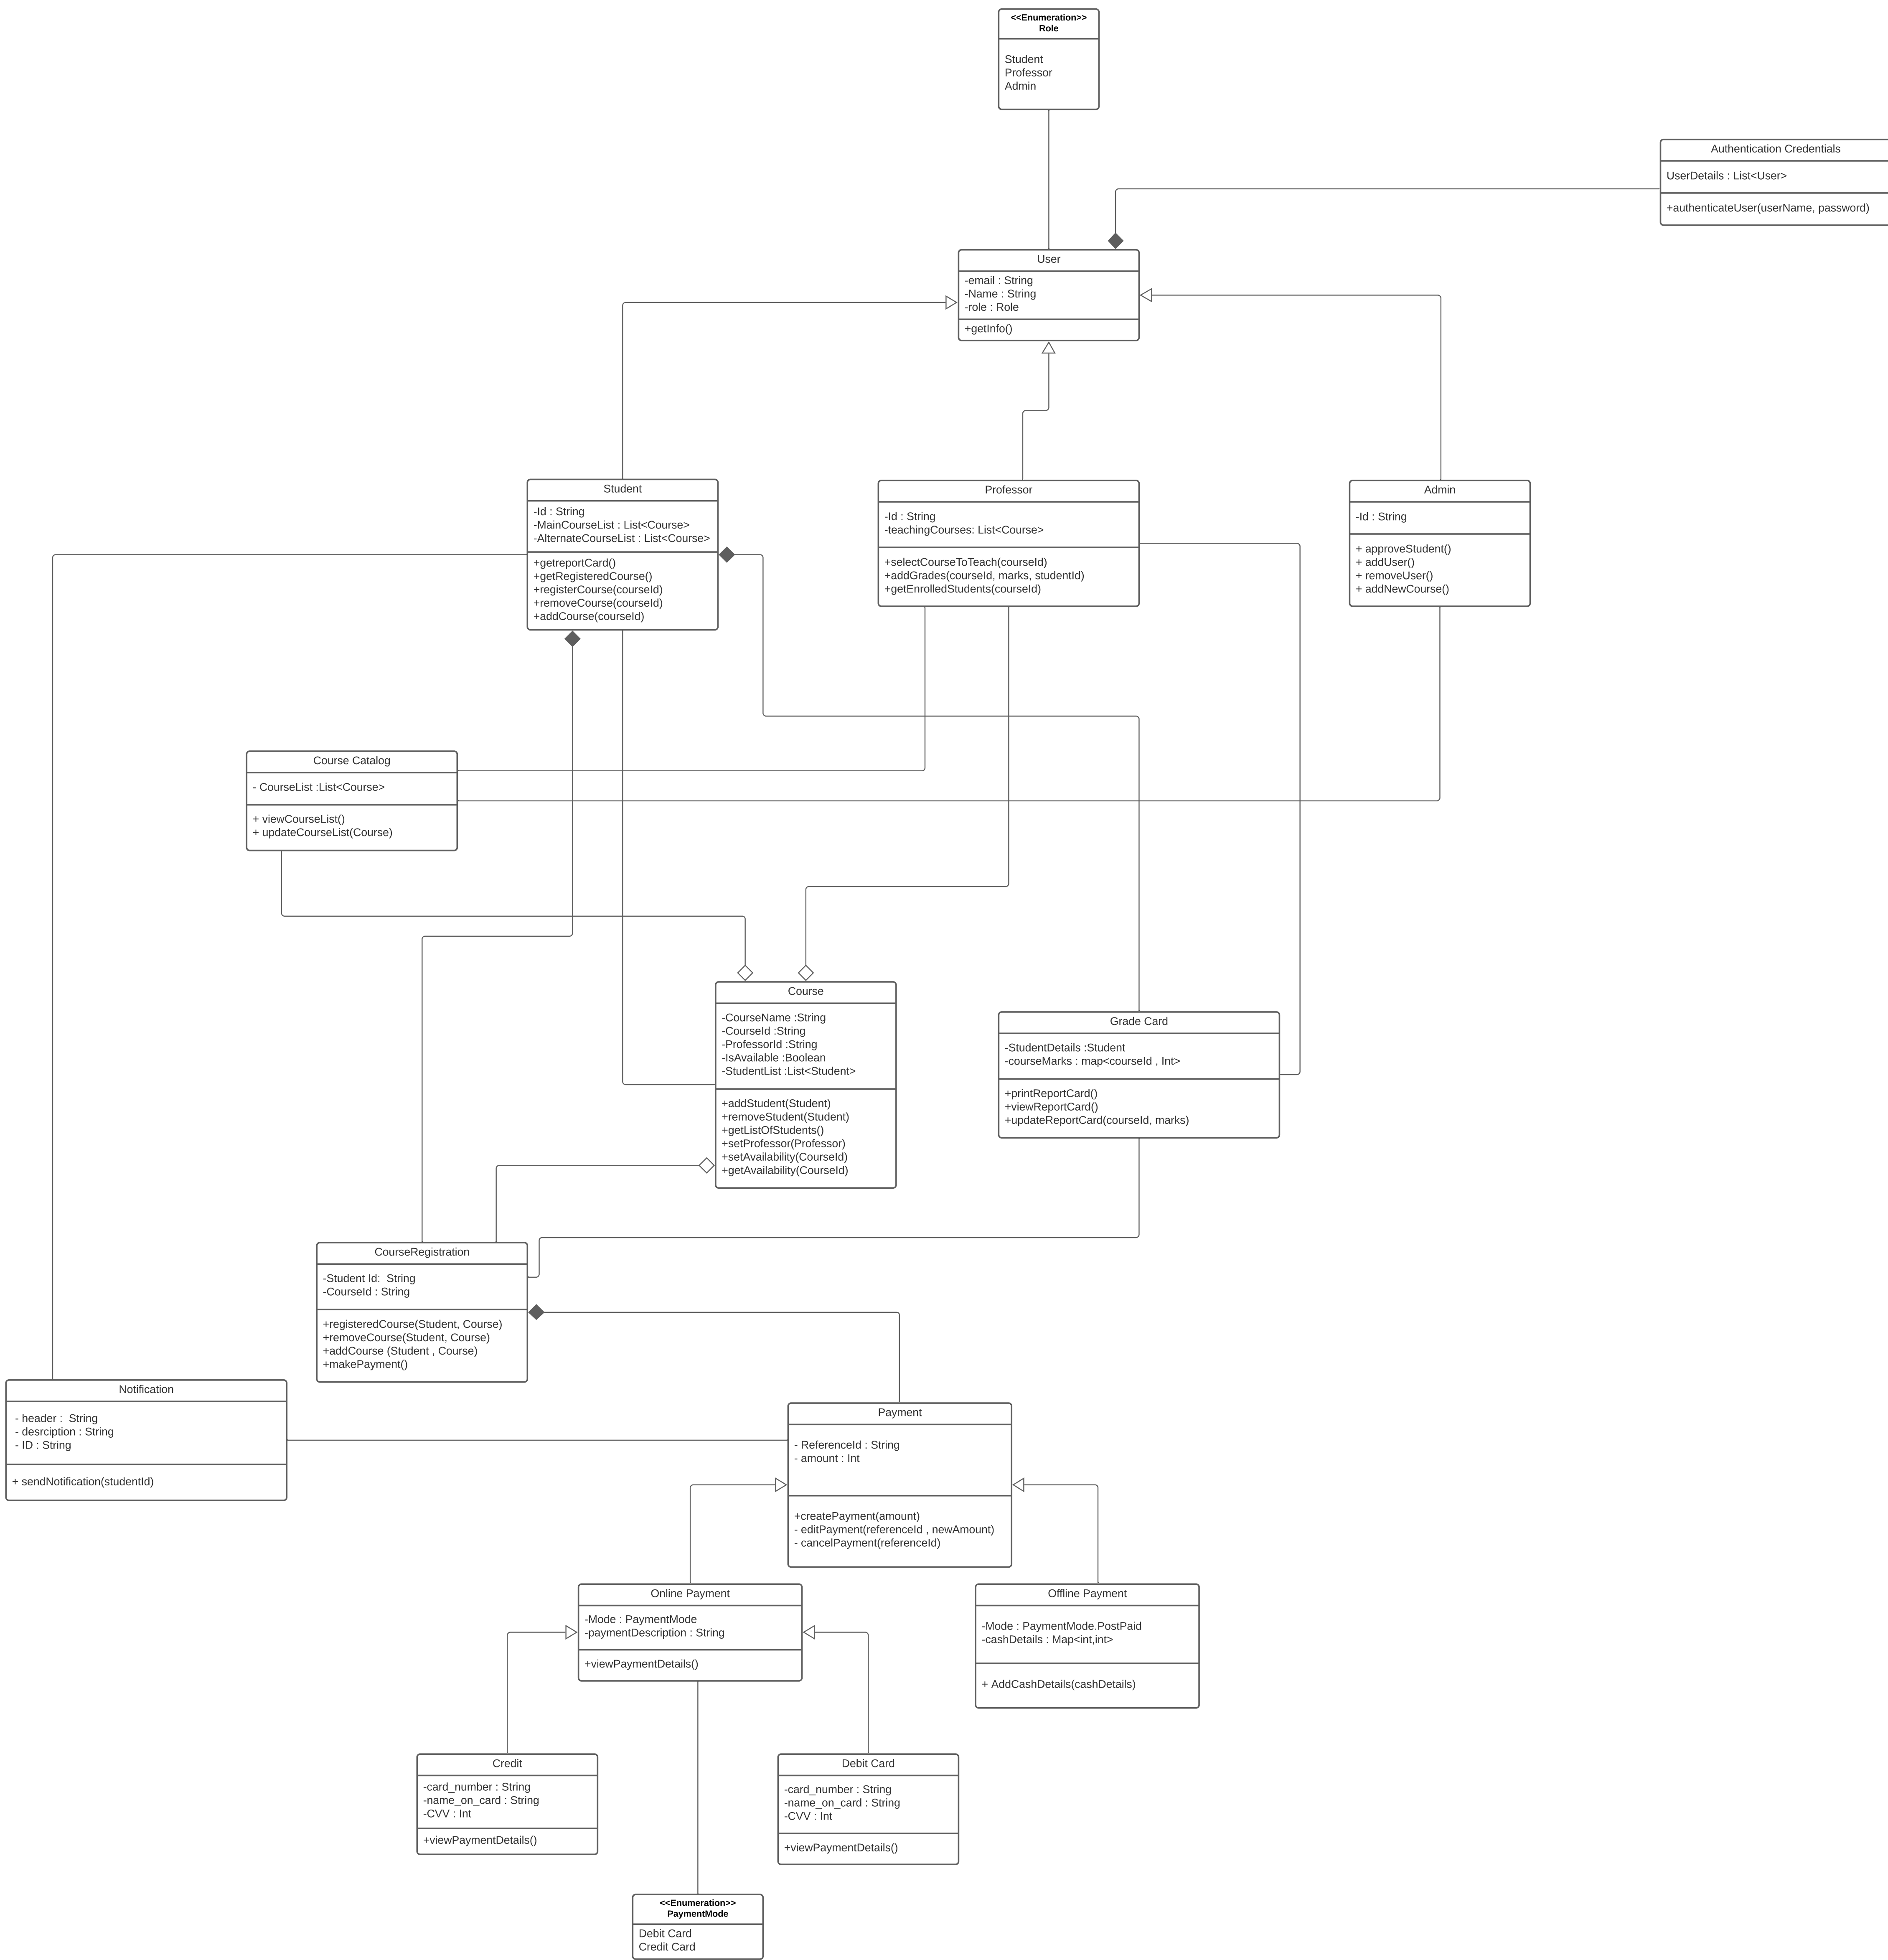 <<Enumeration>>
Role
Student
Professor
Admin
Authentication Credentials
UserDetails : List<User>
+authenticateUser(userName, password)
User
-email : String
-Name : String
-role : Role
+getInfo()
Student
-Id : String
-MainCourseList : List<Course>
-AlternateCourseList : List<Course>
+getreportCard()
+getRegisteredCourse()
+registerCourse(courseId)
+removeCourse(courseId)
+addCourse(courseId)
Professor
-Id : String
-teachingCourses: List<Course>
+selectCourseToTeach(courseId)
+addGrades(courseId, marks, studentId)
+getEnrolledStudents(courseId)
Admin
-Id : String
+ approveStudent()
+ addUser()
+ removeUser()
+ addNewCourse()
Course Catalog
- CourseList :List<Course>
+ viewCourseList()
+ updateCourseList(Course)
Course
-CourseName :String
-CourseId :String
-ProfessorId :String
-IsAvailable :Boolean
-StudentList :List<Student>
+addStudent(Student)
+removeStudent(Student)
+getListOfStudents()
+setProfessor(Professor)
+setAvailability(CourseId)
+getAvailability(CourseId)
Grade Card
-StudentDetails :Student
-courseMarks : map<courseId , Int>
+printReportCard()
+viewReportCard()
+updateReportCard(courseId, marks)
CourseRegistration
-Student Id:  String
-CourseId : String
+registeredCourse(Student, Course)
+removeCourse(Student, Course)
+addCourse (Student , Course)
+makePayment()
Notification
- header :  String
- desrciption : String
- ID : String
+ sendNotification(studentId)
Payment
- ReferenceId : String
- amount : Int
+createPayment(amount)
- editPayment(referenceId , newAmount)
- cancelPayment(referenceId)
Online Payment
-Mode : PaymentMode
-paymentDescription : String
+viewPaymentDetails()
Offline Payment
-Mode : PaymentMode.PostPaid
-cashDetails : Map<int,int>
+ AddCashDetails(cashDetails)
Credit
-card_number : String
-name_on_card : String
-CVV : Int
+viewPaymentDetails()
Debit Card
-card_number : String
-name_on_card : String
-CVV : Int
+viewPaymentDetails()
<<Enumeration>>
PaymentMode
Debit Card
Credit Card